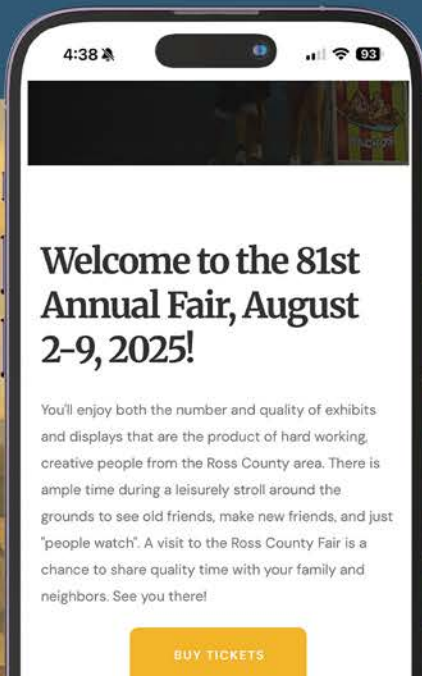 4:38
93
NACHOS
Welcome to the 81st
Annual Fair, August
2-9, 2025!
You'll enjoy both the number and quality of exhibits
and displays that are the product of hard working,
creative people from the Ross County area. There is
ample time during a leisurely stroll around the
grounds to see old friends, make new friends, and just
"people watch". A visit to the Ross County Fair is a
chance to share quality time with your family and
neighbors. See you there!
BUY TICKETS